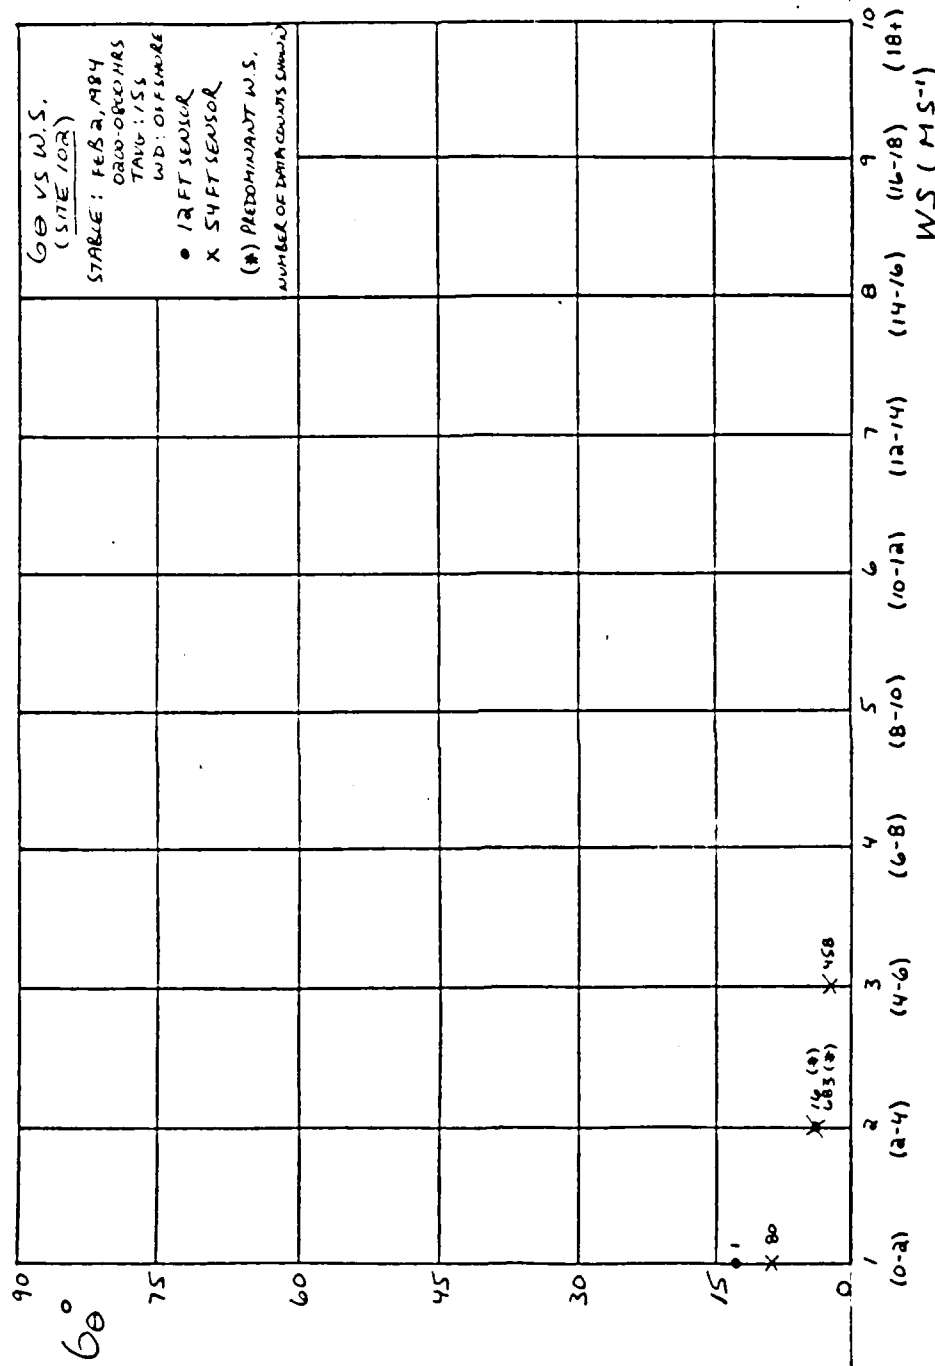 σθ VS W.S.
(SITE 102)
STABLE: FEB 2, 1984
0200-0800 HRS
TAVG: 15S
WD: OFFSHORE
• 12 FT SENSOR
X 54 FT SENSOR
(*) PREDOMINANT W.S.
NUMBER OF DATA COUNTS SHOWN
σθ°
90
75
60
45
30
15
0
1
80
16 (*)
683 (*)
458
1 2 3 4 5 6 7 8 9 10
(0-2) (2-4) (4-6) (6-8) (8-10) (10-12) (12-14) (14-16) (16-18) (18+)
WS (MS⁻¹)